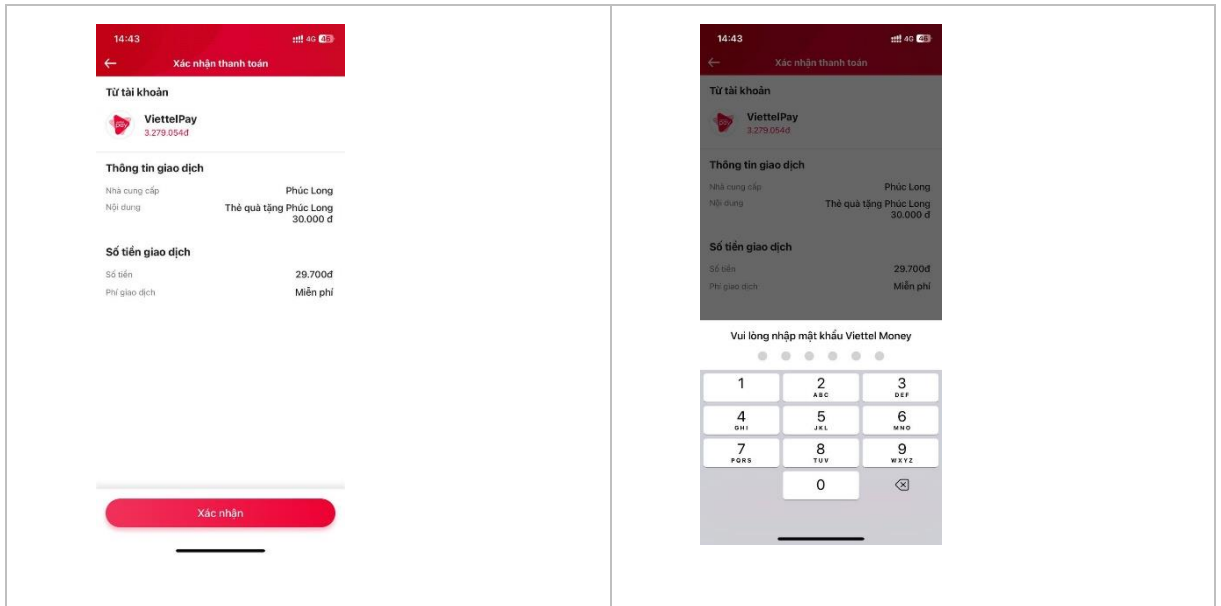 14:43
4G 46
Xác nhận thanh toán
Từ tài khoản
pay
ViettelPay
3.279.054đ
Thông tin giao dịch
Nhà cung cấp Phúc Long
Nội dung Thẻ quà tặng Phúc Long
30.000 đ
Số tiền giao dịch
Số tiền 29.700đ
Phí giao dịch Miễn phí
Xác nhận
14:43
4G 46
Xác nhận thanh toán
Từ tài khoản
pay
ViettelPay
3.279.054đ
Thông tin giao dịch
Nhà cung cấp Phúc Long
Nội dung Thẻ quà tặng Phúc Long
30.000 đ
Số tiền giao dịch
Số tiền 29.700đ
Phí giao dịch Miễn phí
Vui lòng nhập mật khẩu Viettel Money
1 2 3
ABC DEF
4 5 6
GHI JKL MNO
7 8 9
PQRS TUV WXYZ
0